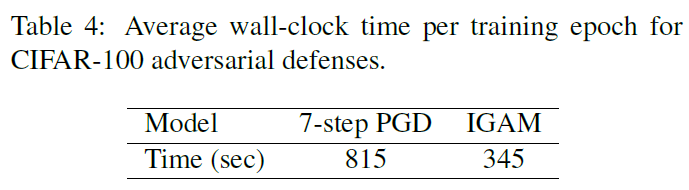 Table 4: Average wall-clock time per training epoch for
CIFAR-100 adversarial defenses.
Model 7-step PGD IGAM
Time (sec) 815 345